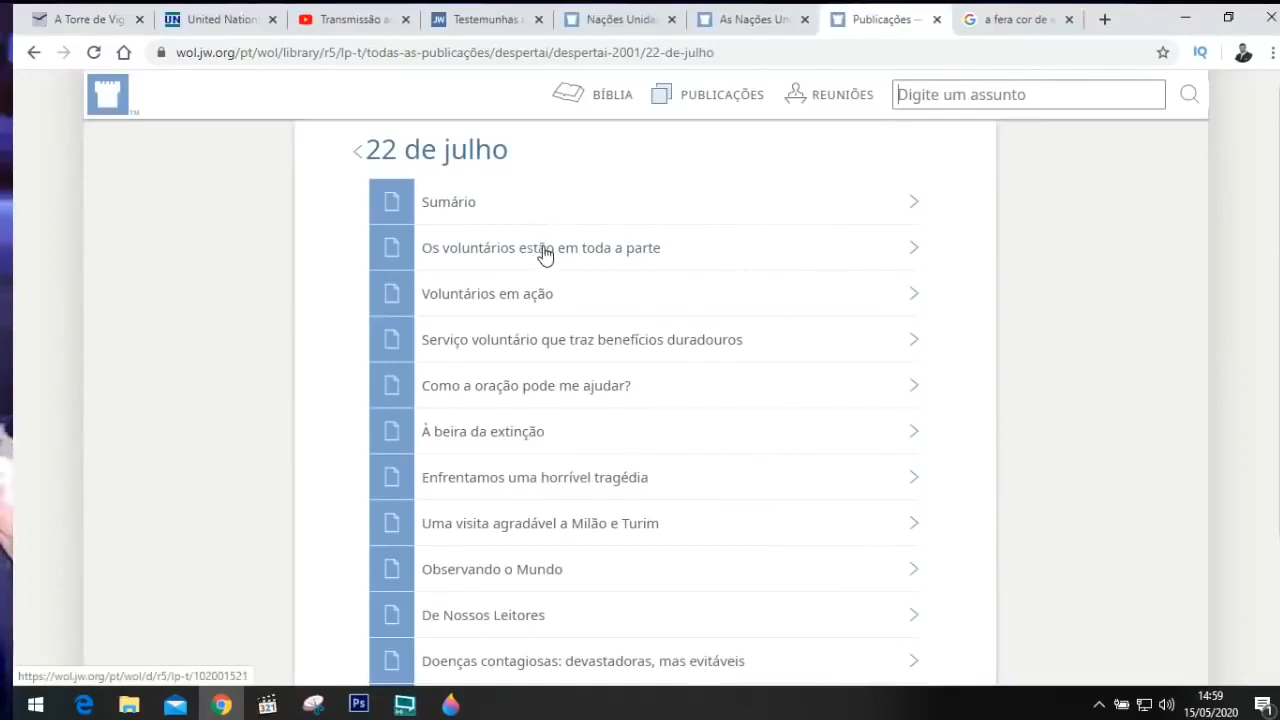 A Torre de Vig
UN
United Nation
Transmissão a
JW
Testemunhas
Nações Unida
As Nações Un
Publicações –
a fera cor de e
wol.jw.org/pt/wol/library/r5/lp-t/todas-as-publicações/despertai/despertai-2001/22-de-julho
IQ
TM
BÍBLIA
PUBLICAÇÕES
REUNIÕES
Digite um assunto
22 de julho
Sumário
Os voluntários estão em toda a parte
Voluntários em ação
Serviço voluntário que traz benefícios duradouros
Como a oração pode me ajudar?
À beira da extinção
Enfrentamos uma horrível tragédia
Uma visita agradável a Milão e Turim
Observando o Mundo
De Nossos Leitores
Doenças contagiosas: devastadoras, mas evitáveis
https://wol.jw.org/pt/wol/d/r5/lp-t/102001521
Ps
14:59
15/05/2020
1